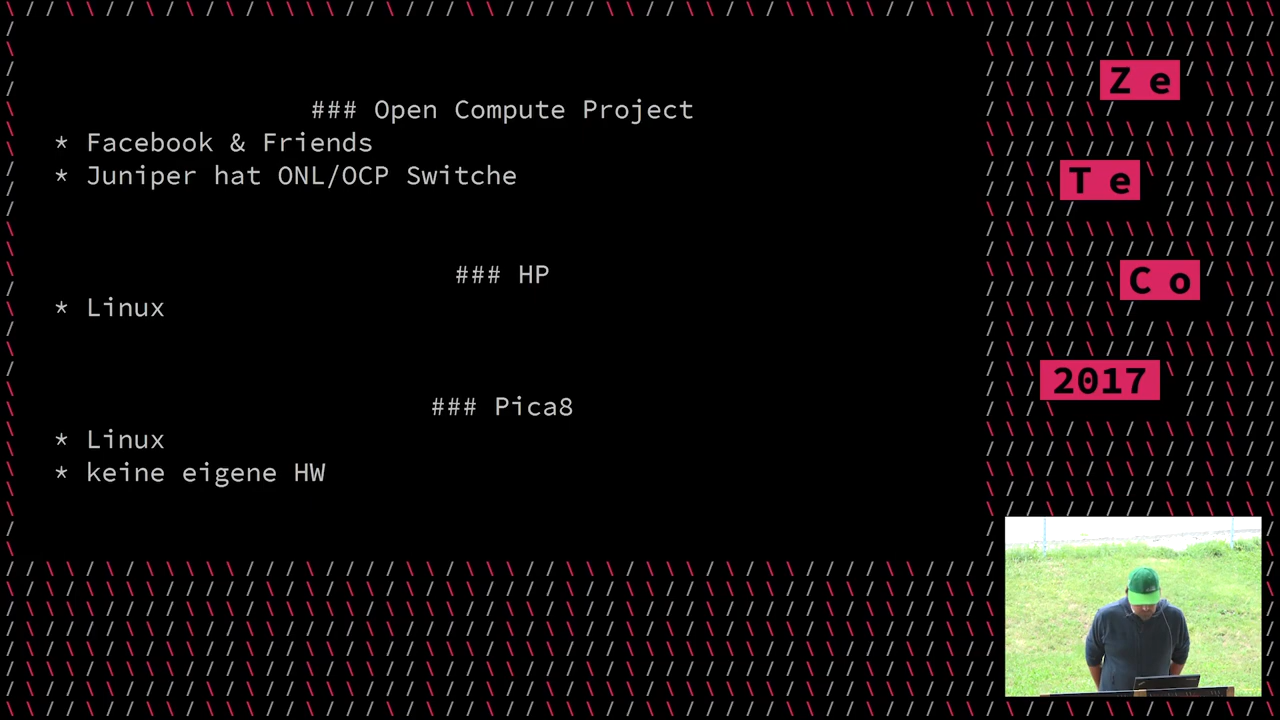 ### Open Compute Project
* Facebook & Friends
* Juniper hat ONL/OCP Switche
### HP
* Linux
### Pica8
* Linux
* keine eigene HW
Ze
Te
Co
2017